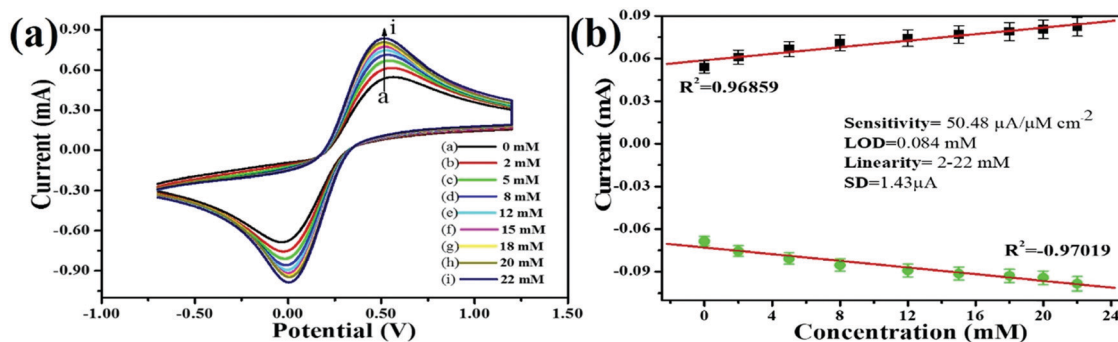 (a)
0.90
0.60
0.30
0.00
-0.30
-0.60
-0.90
Current (mA)
i
a
(a) 0 mM
(b) 2 mM
(c) 5 mM
(d) 8 mM
(e) 12 mM
(f) 15 mM
(g) 18 mM
(h) 20 mM
(i) 22 mM
-1.00 -0.50 0.00 0.50 1.00 1.50
Potential (V)
(b)
0.09
0.06
0.03
0.00
-0.03
-0.06
-0.09
Current (mA)
R²=0.96859
Sensitivity= 50.48 µA/µM cm⁻²
LOD=0.084 mM
Linearity= 2-22 mM
SD=1.43µA
R²=-0.97019
0 4 8 12 16 20 24
Concentration (mM)